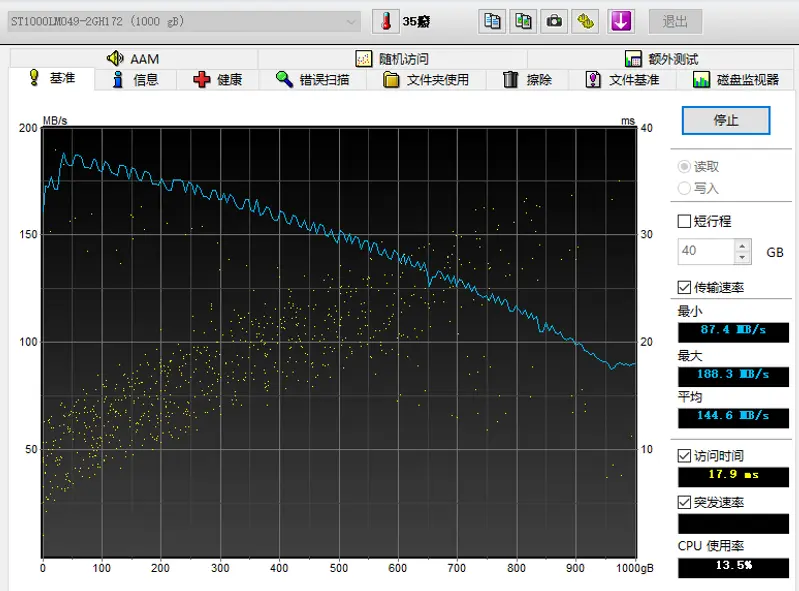 ST1000LM049-2GH172 (1000 gB)
35癈
退出
AAM
随机访问
额外测试
基准
信息
健康
错误扫描
文件夹使用
擦除
文件基准
磁盘监视器
MB/s
ms
200
150
100
50
40
30
20
10
0 100 200 300 400 500 600 700 800 900 1000gB
停止
读取
写入
短行程
40 GB
传输速率
最小
87.4 MB/s
最大
188.3 MB/s
平均
144.6 MB/s
访问时间
17.9 ms
突发速率
CPU 使用率
13.5%